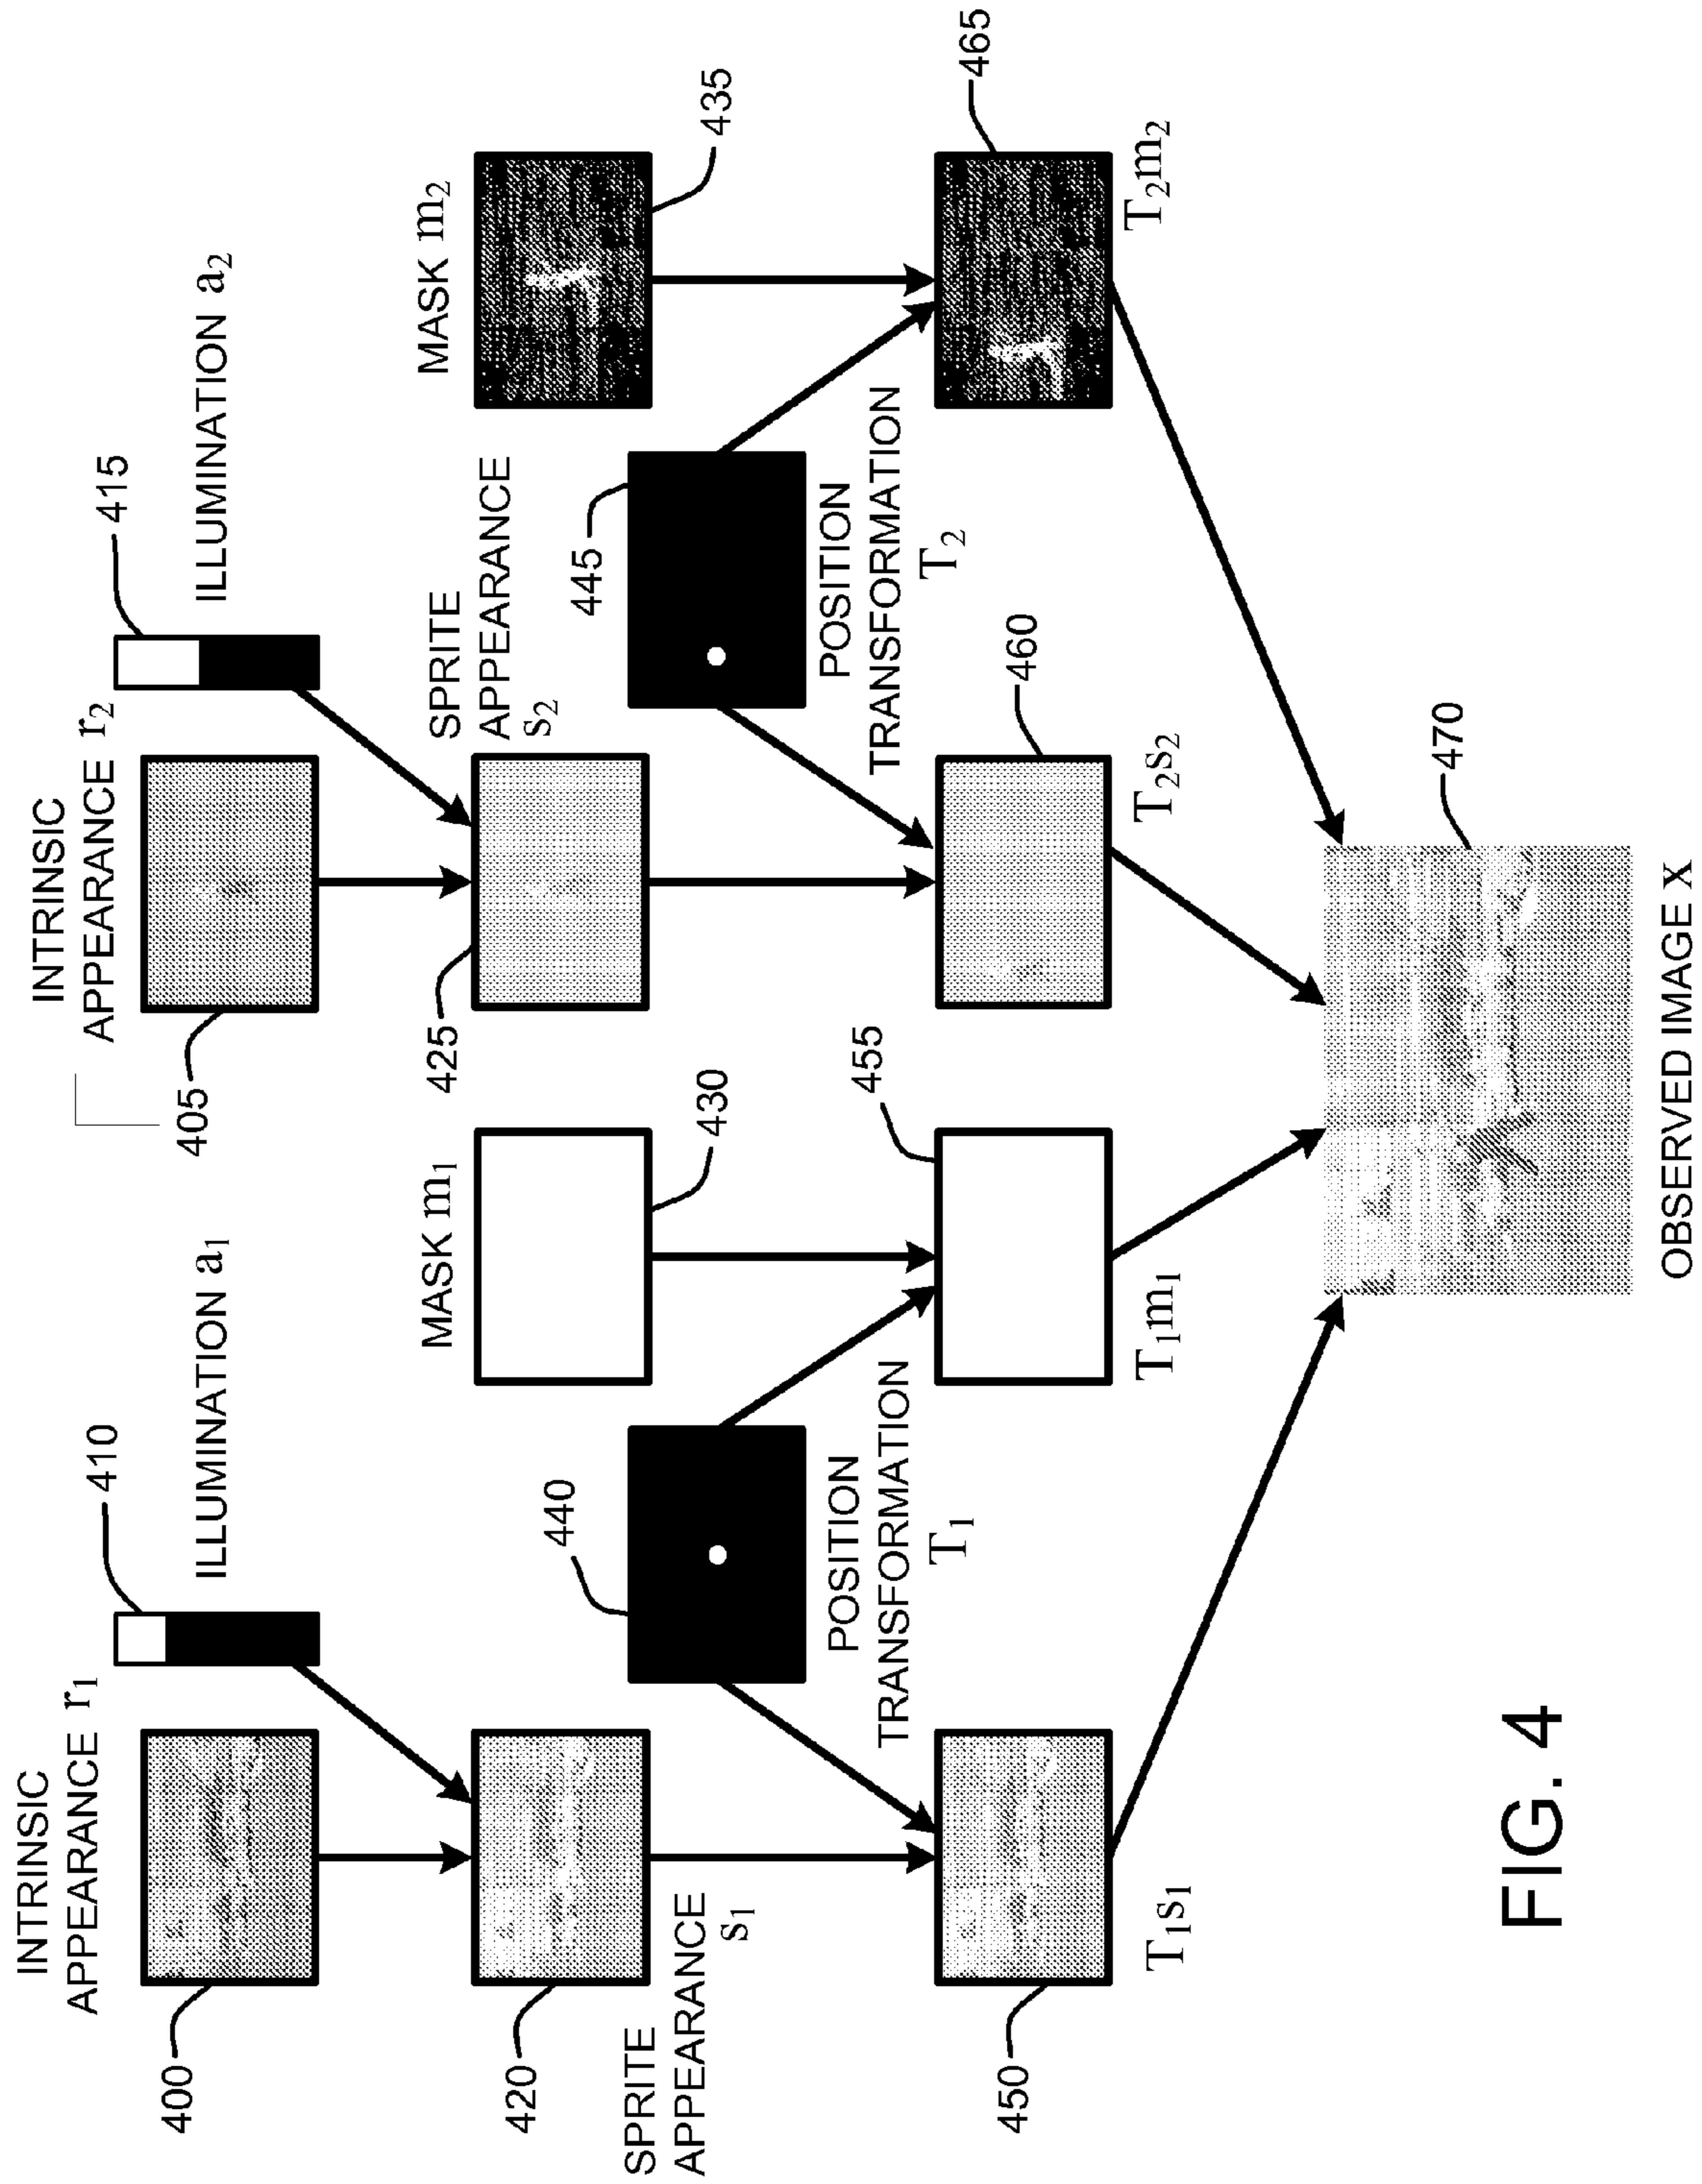 INTRINSIC
APPEARANCE r₁
400
410
ILLUMINATION a₁
INTRINSIC
APPEARANCE r₂
405
415
ILLUMINATION a₂
420
SPRITE
APPEARANCE
s₁
MASK m₁
430
425
SPRITE
APPEARANCE
s₂
MASK m₂
435
440
POSITION
TRANSFORMATION
T₁
445
POSITION
TRANSFORMATION
T₂
450
T₁s₁
455
T₁m₁
460
T₂s₂
465
T₂m₂
470
OBSERVED IMAGE x
FIG. 4